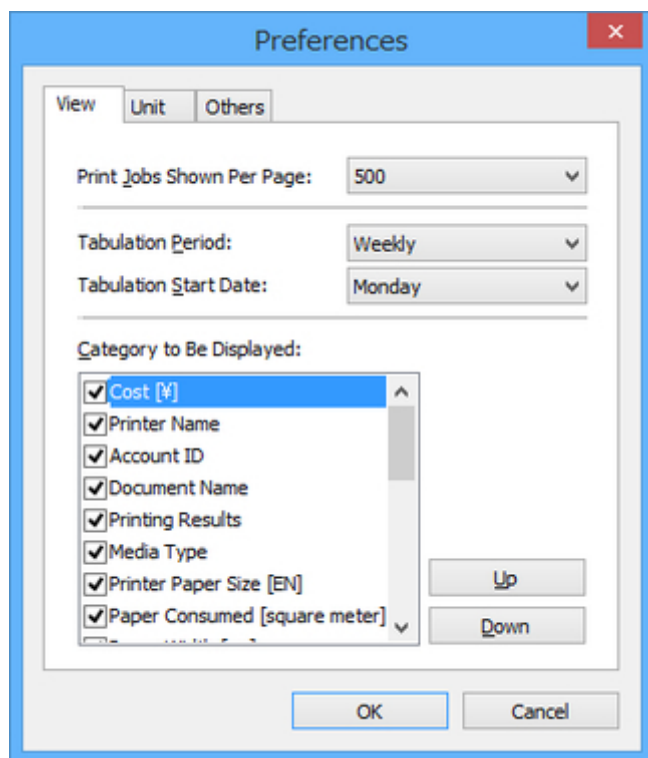 Preferences
View Unit Others
Print Jobs Shown Per Page: 500
Tabulation Period: Weekly
Tabulation Start Date: Monday
Category to Be Displayed:
Cost [¥]
Printer Name
Account ID
Document Name
Printing Results
Media Type
Printer Paper Size [EN]
Up
Paper Consumed [square meter]
Down
OK Cancel